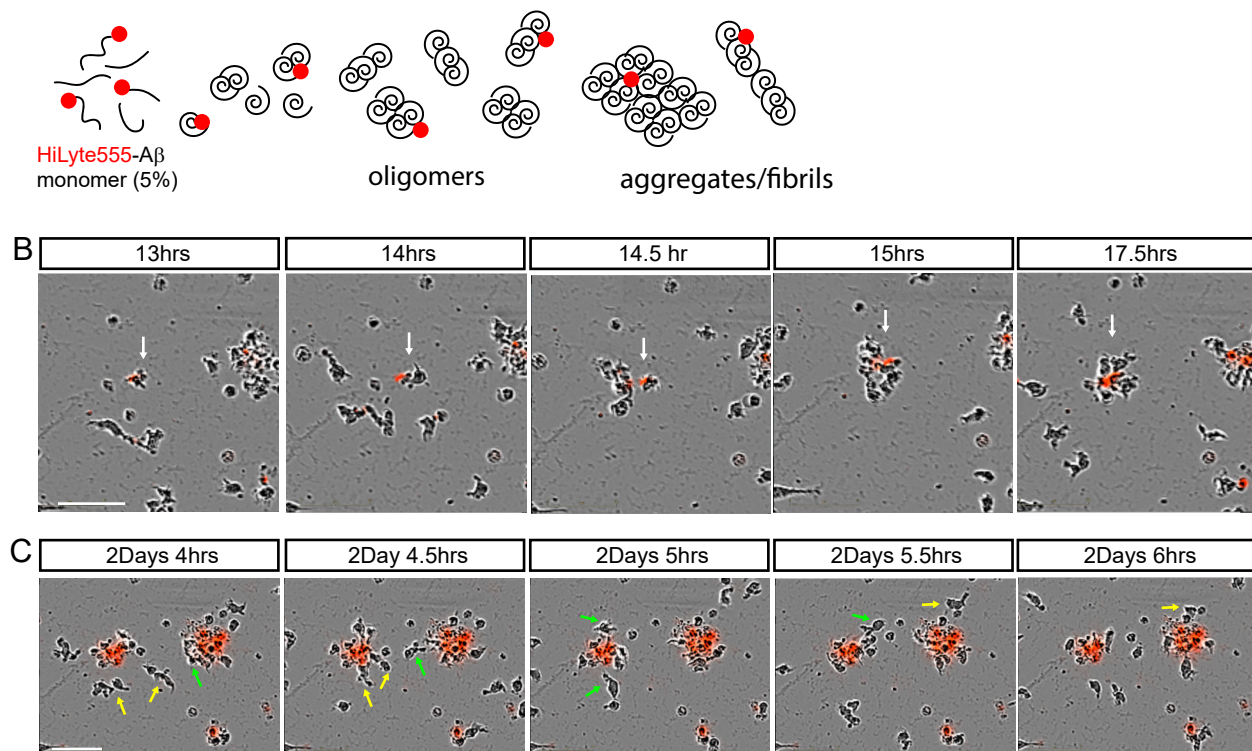 HiLyte555-Aβ
monomer (5%)
oligomers
aggregates/fibrils
B
13hrs
14hrs
14.5 hr
15hrs
17.5hrs
C
2Days 4hrs
2Day 4.5hrs
2Days 5hrs
2Days 5.5hrs
2Days 6hrs